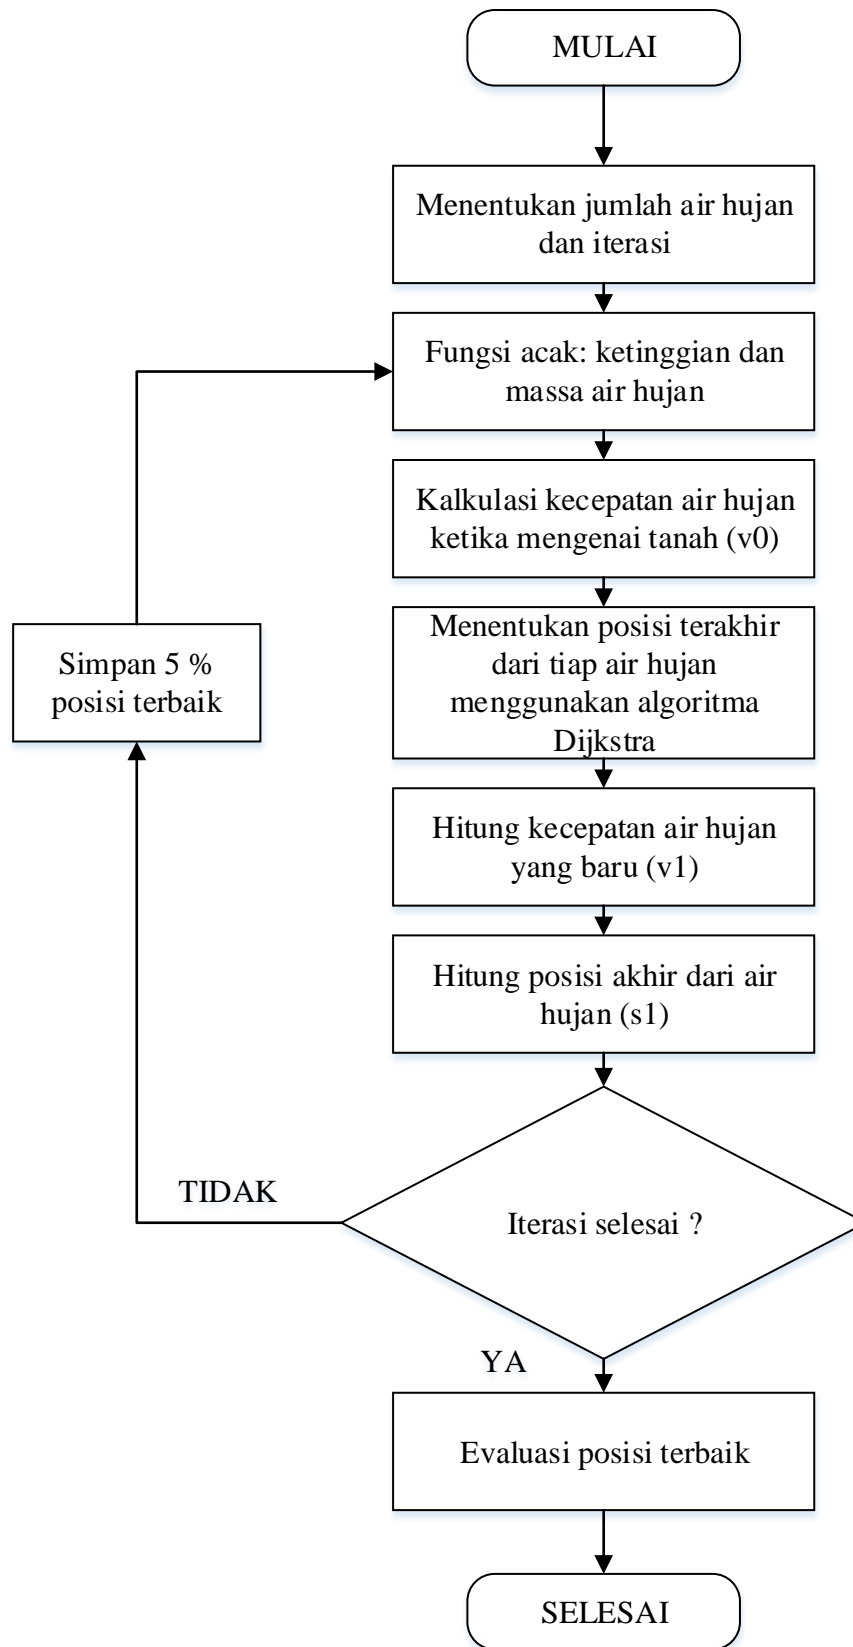 MULAI
Menentukan jumlah air hujan
dan iterasi
Fungsi acak: ketinggian dan
massa air hujan
Kalkulasi kecepatan air hujan
ketika mengenai tanah (v0)
Menentukan posisi terakhir
dari tiap air hujan
menggunakan algoritma
Dijkstra
Simpan 5 %
posisi terbaik
Hitung kecepatan air hujan
yang baru (v1)
Hitung posisi akhir dari air
hujan (s1)
TIDAK
Iterasi selesai ?
YA
Evaluasi posisi terbaik
SELESAI